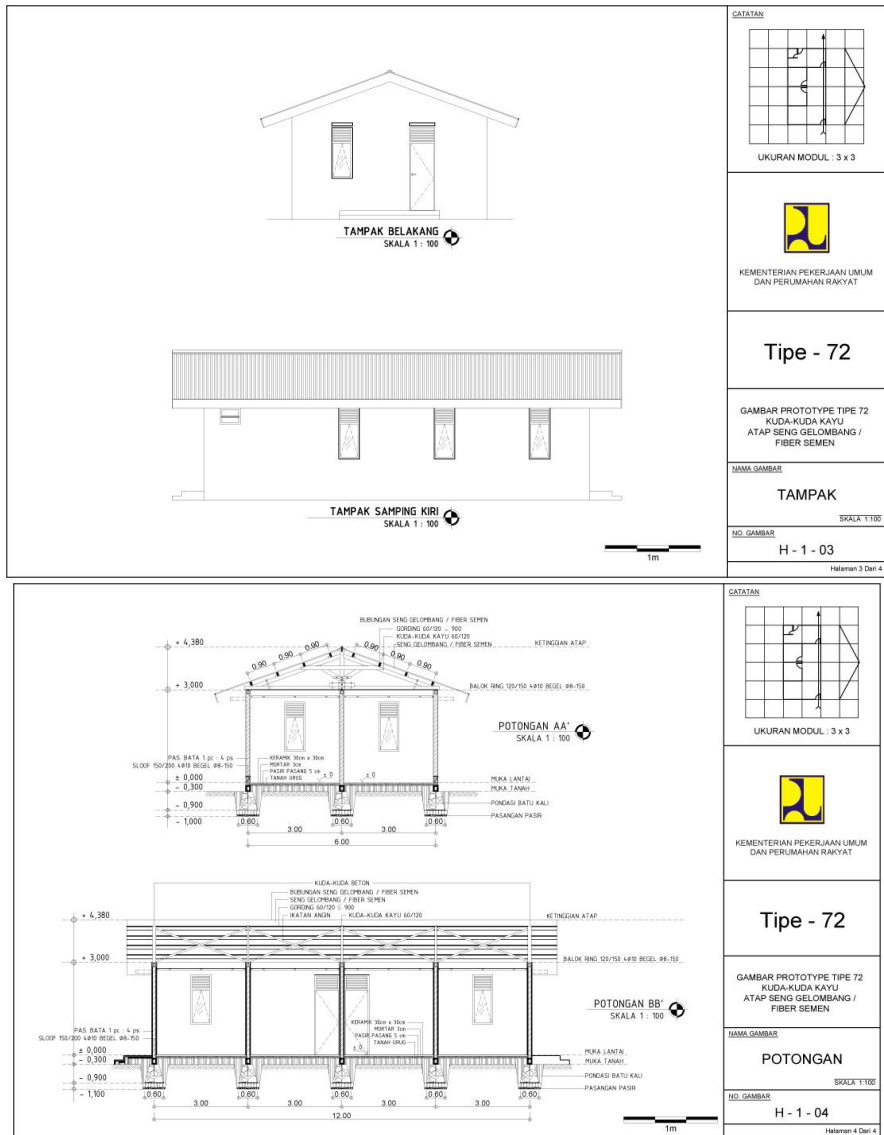 TAMPAK BELAKANG
SKALA 1 : 100
TAMPAK SAMPING KIRI
SKALA 1 : 100
1m
CATATAN
UKURAN MODUL : 3 x 3
KEMENTERIAN PEKERJAAN UMUM
DAN PERUMAHAN RAKYAT
Tipe - 72
GAMBAR PROTOTYPE TIPE 72
KUDA-KUDA KAYU
ATAP SENG GELOMBANG /
FIBER SEMEN
NAMA GAMBAR
TAMPAK
SKALA 1:100
NO. GAMBAR
H - 1 - 03
Halaman 3 Dari 4
BUBUNGAN SENG GELOMBANG / FIBER SEMEN
GORDING 60/120 - 900
KUDA-KUDA KAYU 60/120
SENG GELOMBANG / FIBER SEMEN
KETINGGIAN ATAP
+ 4,380
0.90 0.90 0.90 0.90 0.90 0.90
+ 3,000
BALOK RING 120/150 4Ø10 BEGEL Ø8-150
POTONGAN AA'
SKALA 1 : 100
PAS. BATA 1 pc : 4 ps
SLOOF 150/200 4Ø10 BEGEL Ø8-150
KERAMIK 30cm x 30cm
MORTAR 3cm
PASIR PASANG 5 cm
TANAH URUG
± 0 ± 0
± 0,000
- 0,300
- 0,900
- 1,000
MUKA LANTAI
MUKA TANAH
PONDASI BATU KALI
PASANGAN PASIR
0.60 0.60 0.60
3.00 3.00
6.00
KUDA-KUDA BETON
BUBUNGAN SENG GELOMBANG / FIBER SEMEN
SENG GELOMBANG / FIBER SEMEN
GORDING 60/120 S 900
IKATAN ANGIN
KUDA-KUDA KAYU 60/120
+ 4,380
KETINGGIAN ATAP
+ 3,000
BALOK RING 120/150 4Ø10 BEGEL Ø8-150
POTONGAN BB'
SKALA 1 : 100
PAS. BATA 1 pc : 4 ps
SLOOF 150/200 4Ø10 BEGEL Ø8-150
KERAMIK 30cm x 30cm
MORTAR 3cm
PASIR PASANG 5 cm
TANAH URUG
± 0
± 0,000
- 0,300
- 0,900
- 1,100
MUKA LANTAI
MUKA TANAH
PONDASI BATU KALI
PASANGAN PASIR
0.60 0.60 0.60 0.60 0.60
3.00 3.00 3.00 3.00
12.00
1m
CATATAN
UKURAN MODUL : 3 x 3
KEMENTERIAN PEKERJAAN UMUM
DAN PERUMAHAN RAKYAT
Tipe - 72
GAMBAR PROTOTYPE TIPE 72
KUDA-KUDA KAYU
ATAP SENG GELOMBANG /
FIBER SEMEN
NAMA GAMBAR
POTONGAN
SKALA 1:100
NO. GAMBAR
H - 1 - 04
Halaman 4 Dari 4